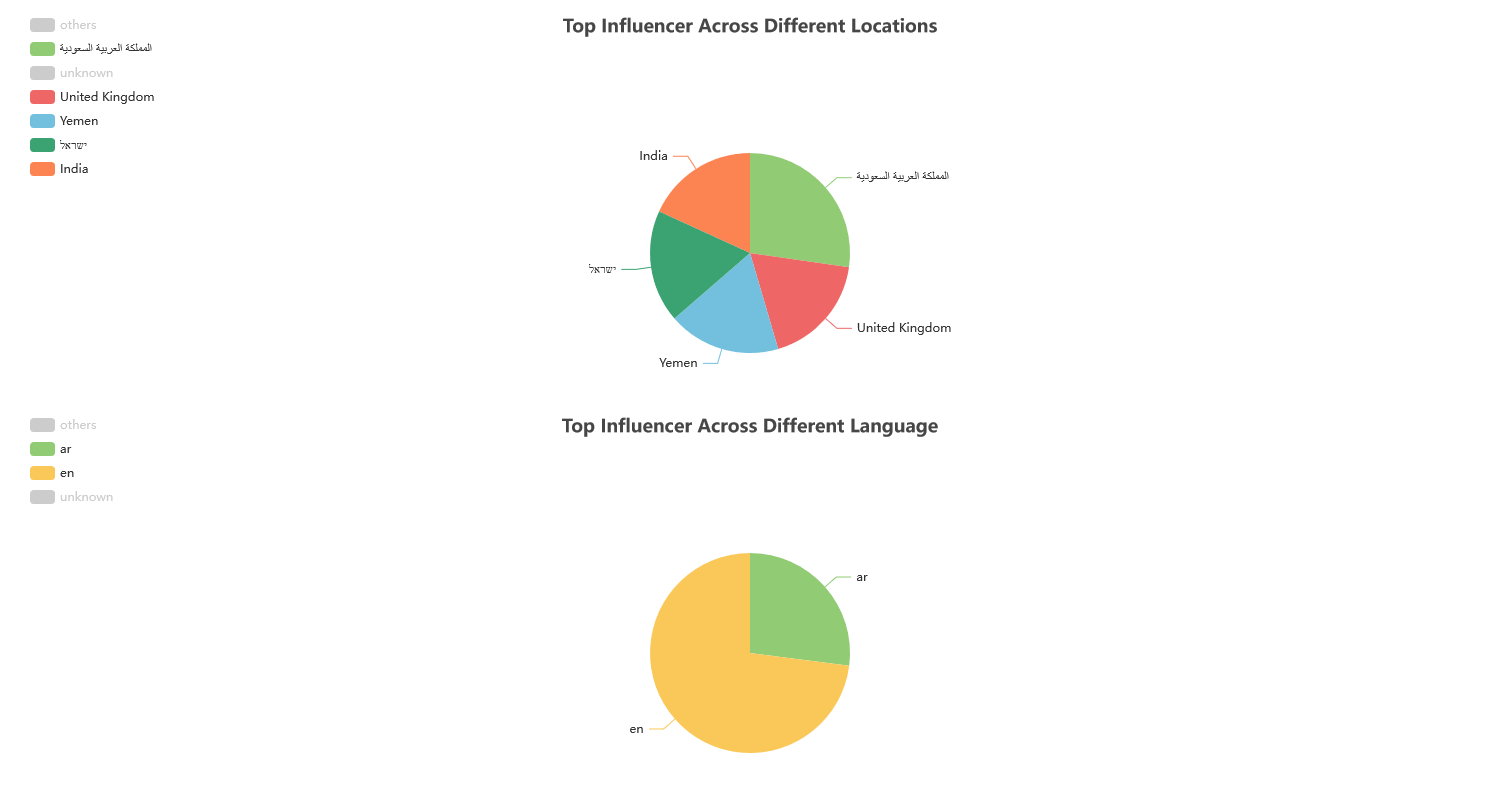 Top Influencer Across Different Locations
others
المملكة العربية السعودية
unknown
United Kingdom
Yemen
ישראל
India
India
المملكة العربية السعودية
ישראל
United Kingdom
Yemen
Top Influencer Across Different Language
others
ar
en
unknown
ar
en